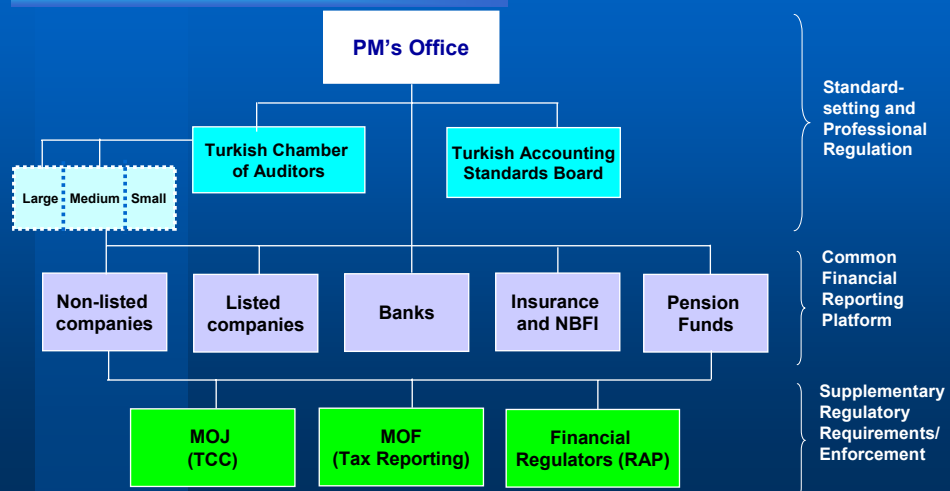 PM's Office
Standard-
setting and
Professional
Regulation
Turkish Chamber
of Auditors
Turkish Accounting
Standards Board
Large
Medium
Small
Common
Financial
Reporting
Platform
Non-listed
companies
Listed
companies
Banks
Insurance
and NBFI
Pension
Funds
Supplementary
Regulatory
Requirements/
Enforcement
MOJ
(TCC)
MOF
(Tax Reporting)
Financial
Regulators (RAP)